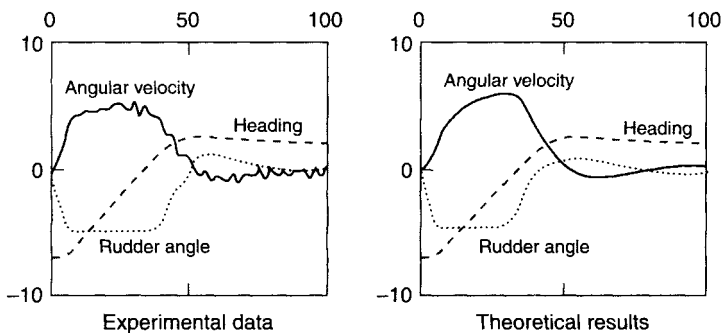 0 50 100
10
0
−10
Angular velocity
Heading
Rudder angle
Experimental data
0 50 100
10
0
−10
Angular velocity
Heading
Rudder angle
Theoretical results